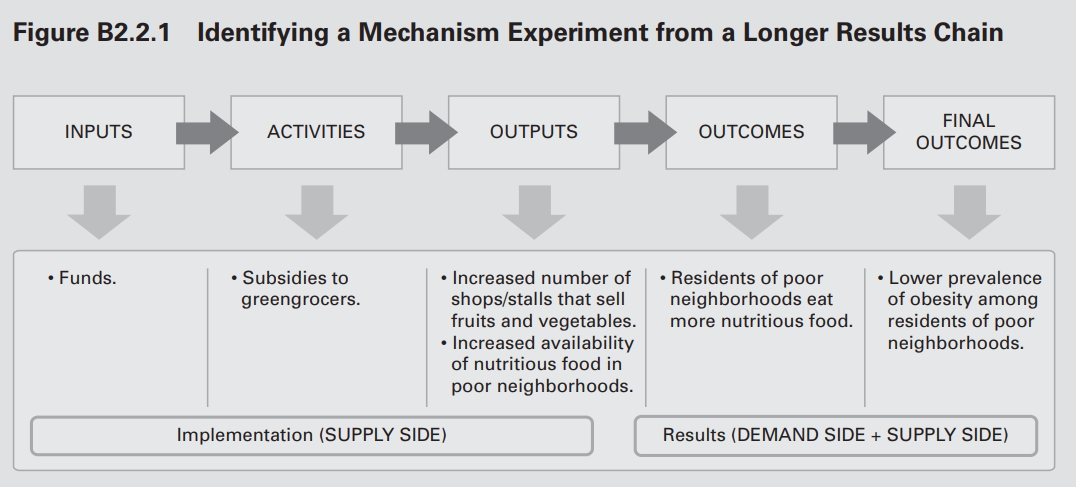 Figure B2.2.1 Identifying a Mechanism Experiment from a Longer Results Chain
INPUTS
ACTIVITIES
OUTPUTS
OUTCOMES
FINAL
OUTCOMES
• Funds.
• Subsidies to
greengrocers.
• Increased number of
shops/stalls that sell
fruits and vegetables.
• Increased availability
of nutritious food in
poor neighborhoods.
• Residents of poor
neighborhoods eat
more nutritious food.
• Lower prevalence
of obesity among
residents of poor
neighborhoods.
Implementation (SUPPLY SIDE)
Results (DEMAND SIDE + SUPPLY SIDE)